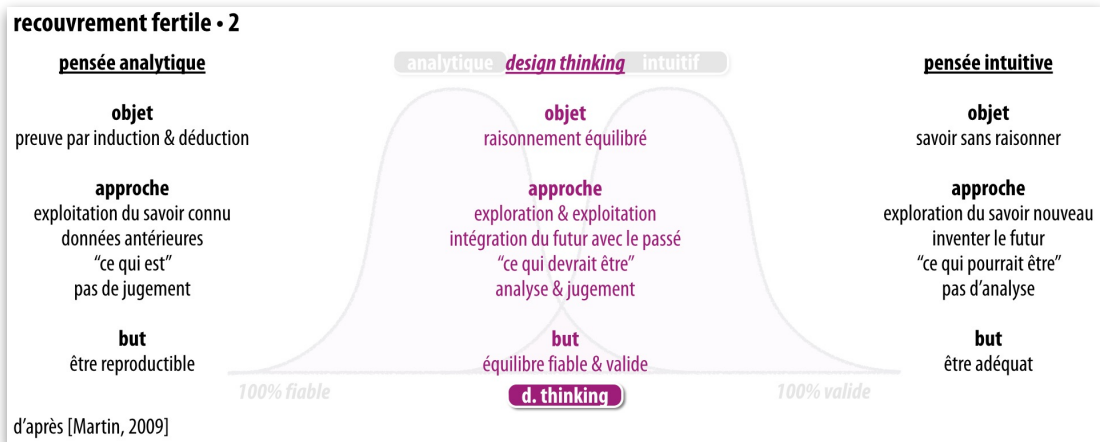 recouvrement fertile • 2
pensée analytique
objet
preuve par induction & déduction
approche
exploitation du savoir connu
données antérieures
“ce qui est”
pas de jugement
but
être reproductible
analytique design thinking intuitif
objet
raisonnement équilibré
approche
exploration & exploitation
intégration du futur avec le passé
“ce qui devrait être”
analyse & jugement
but
équilibre fiable & valide
d. thinking
pensée intuitive
objet
savoir sans raisonner
approche
exploration du savoir nouveau
inventer le futur
“ce qui pourrait être”
pas d’analyse
but
être adéquat
100% fiable
100% valide
d’après [Martin, 2009]